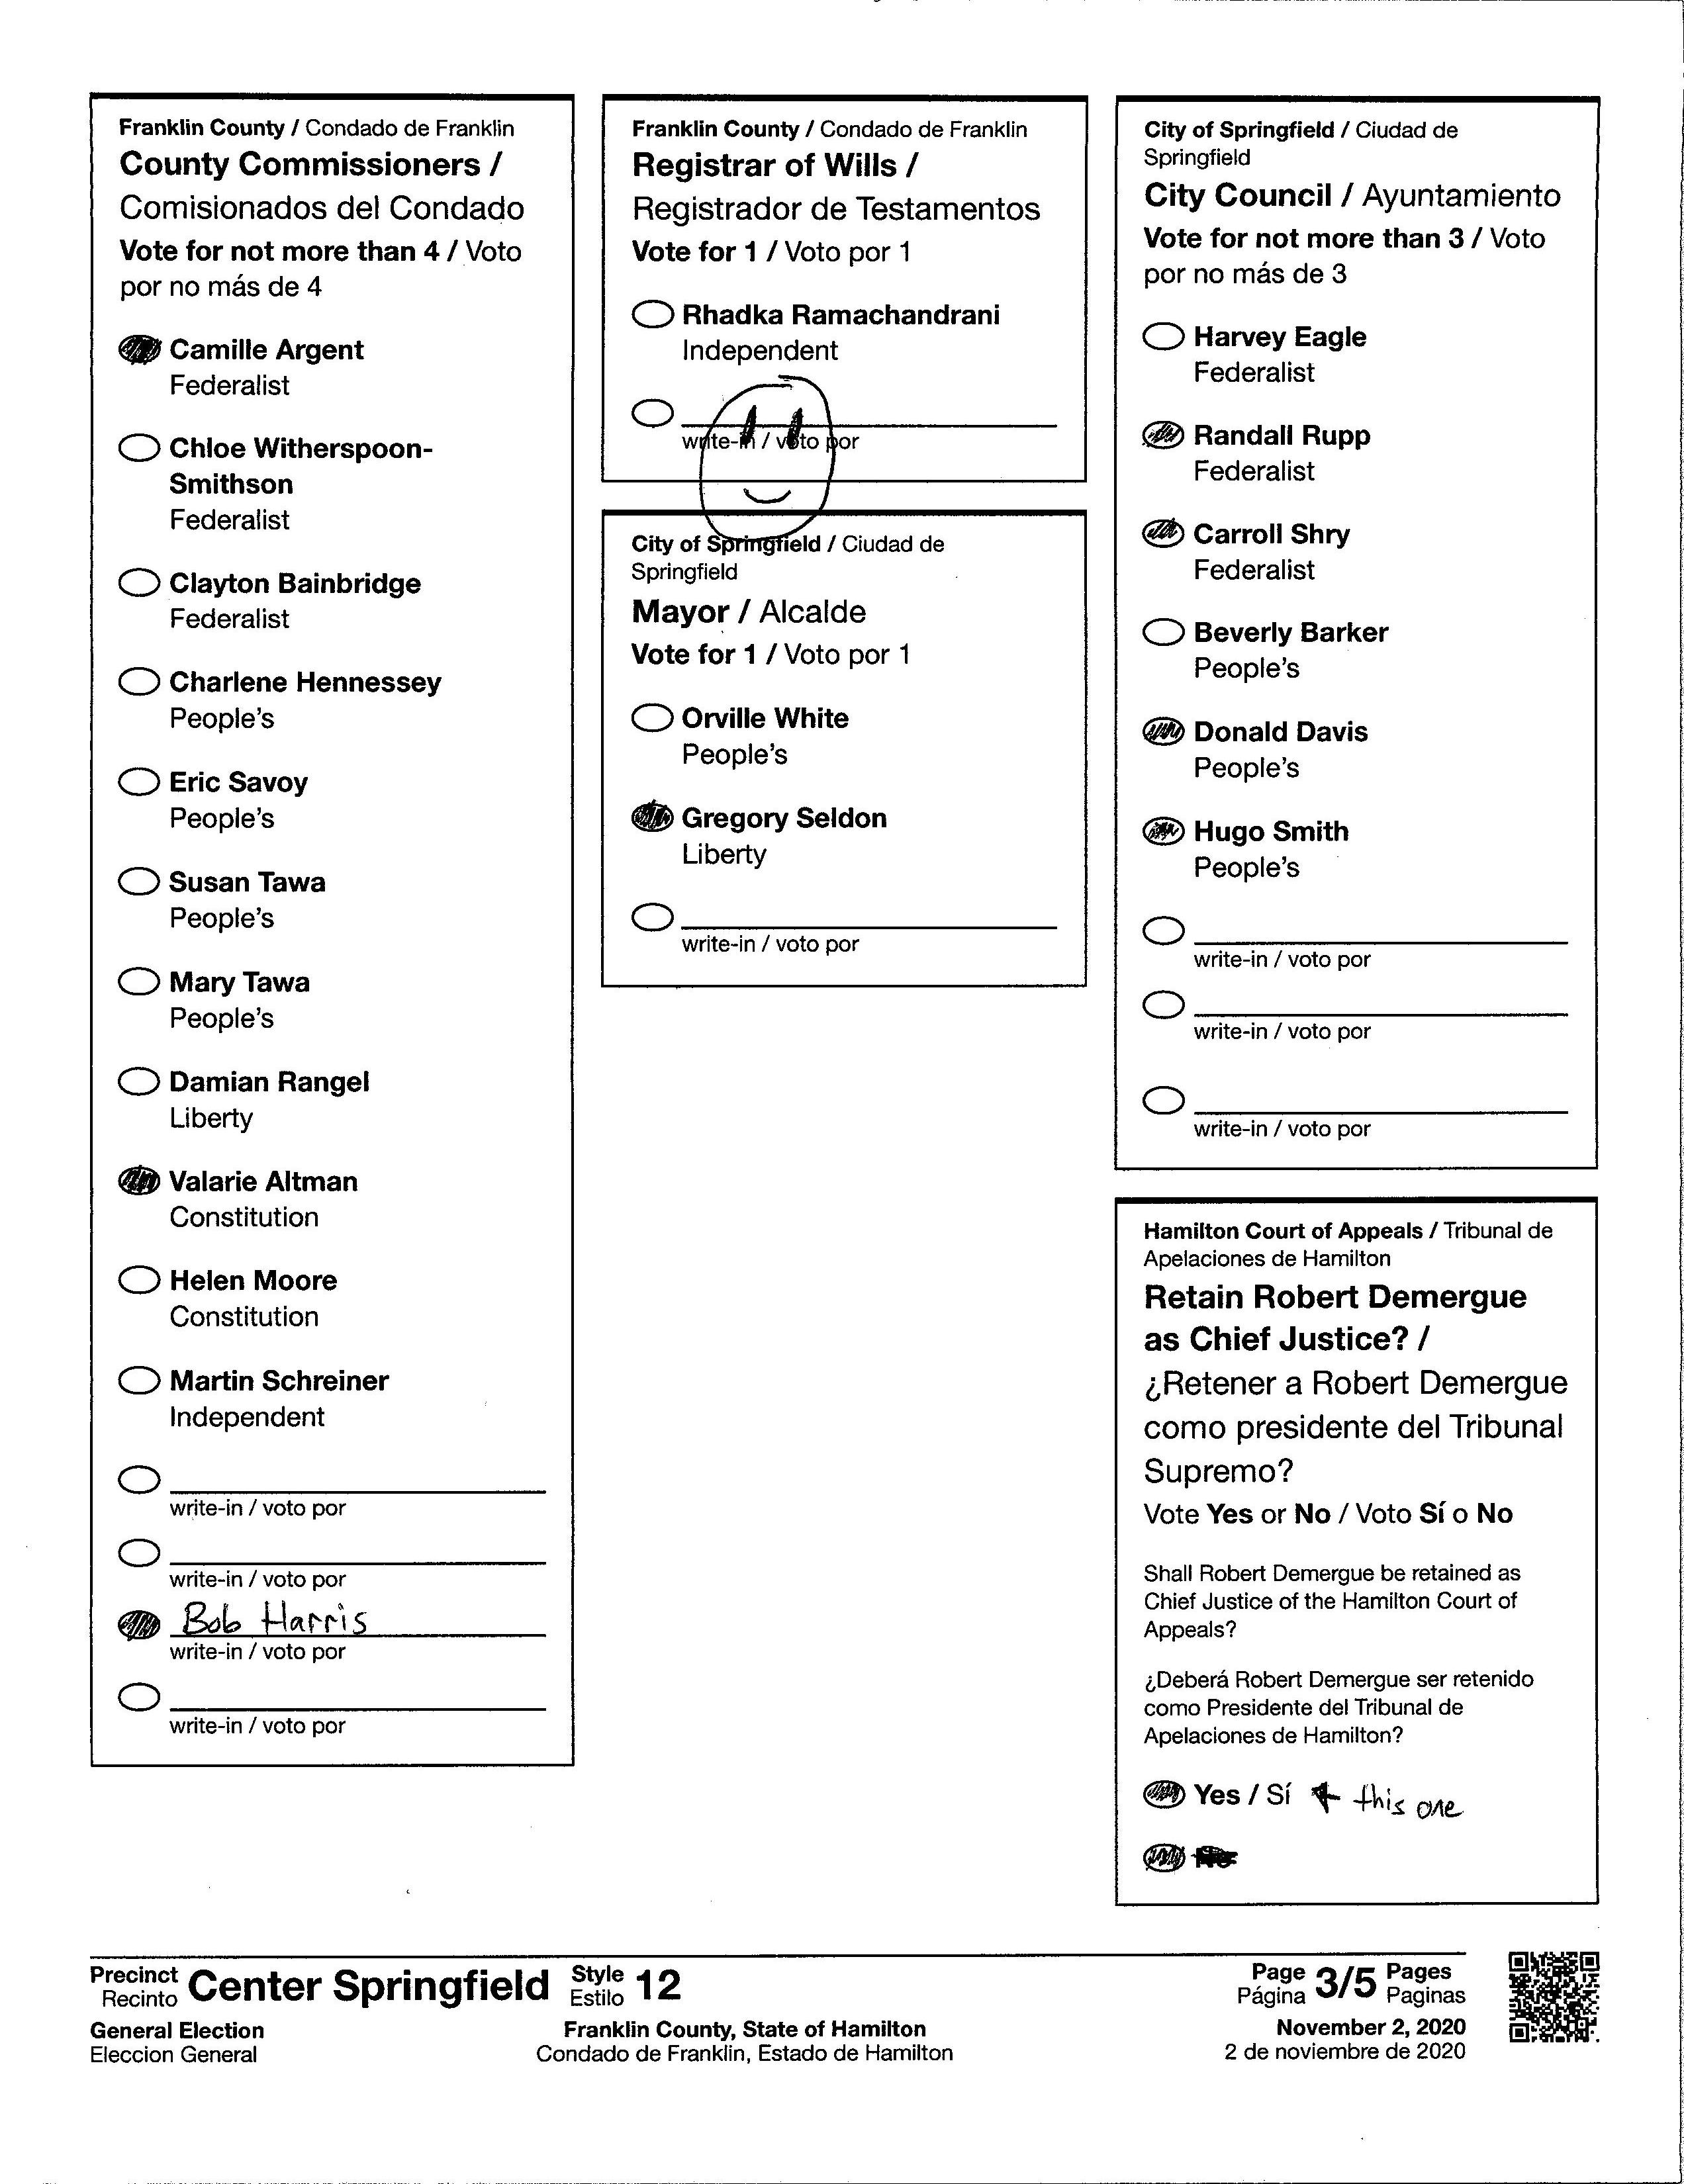 Franklin County / Condado de Franklin
County Commissioners /
Comisionados del Condado
Vote for not more than 4 / Voto
por no más de 4
Camille Argent
Federalist
Chloe Witherspoon-
Smithson
Federalist
Clayton Bainbridge
Federalist
Charlene Hennessey
People's
Eric Savoy
People's
Susan Tawa
People's
Mary Tawa
People's
Damian Rangel
Liberty
Valarie Altman
Constitution
Helen Moore
Constitution
Martin Schreiner
Independent
write-in / voto por
write-in / voto por
Bob Harris
write-in / voto por
write-in / voto por
Franklin County / Condado de Franklin
Registrar of Wills /
Registrador de Testamentos
Vote for 1 / Voto por 1
Rhadka Ramachandrani
Independent
write-in / voto por
City of Springfield / Ciudad de
Springfield
Mayor / Alcalde
Vote for 1 / Voto por 1
Orville White
People's
Gregory Seldon
Liberty
write-in / voto por
City of Springfield / Ciudad de
Springfield
City Council / Ayuntamiento
Vote for not more than 3 / Voto
por no más de 3
Harvey Eagle
Federalist
Randall Rupp
Federalist
Carroll Shry
Federalist
Beverly Barker
People's
Donald Davis
People's
Hugo Smith
People's
write-in / voto por
write-in / voto por
write-in / voto por
Hamilton Court of Appeals / Tribunal de
Apelaciones de Hamilton
Retain Robert Demergue
as Chief Justice? /
¿Retener a Robert Demergue
como presidente del Tribunal
Supremo?
Vote Yes or No / Voto Sí o No
Shall Robert Demergue be retained as
Chief Justice of the Hamilton Court of
Appeals?
¿Deberá Robert Demergue ser retenido
como Presidente del Tribunal de
Apelaciones de Hamilton?
Yes / Sí this one
No
Precinct Center Springfield Style 12 Page 3/5 Pages
Recinto Estilo Página Paginas
General Election Franklin County, State of Hamilton November 2, 2020
Eleccion General Condado de Franklin, Estado de Hamilton 2 de noviembre de 2020